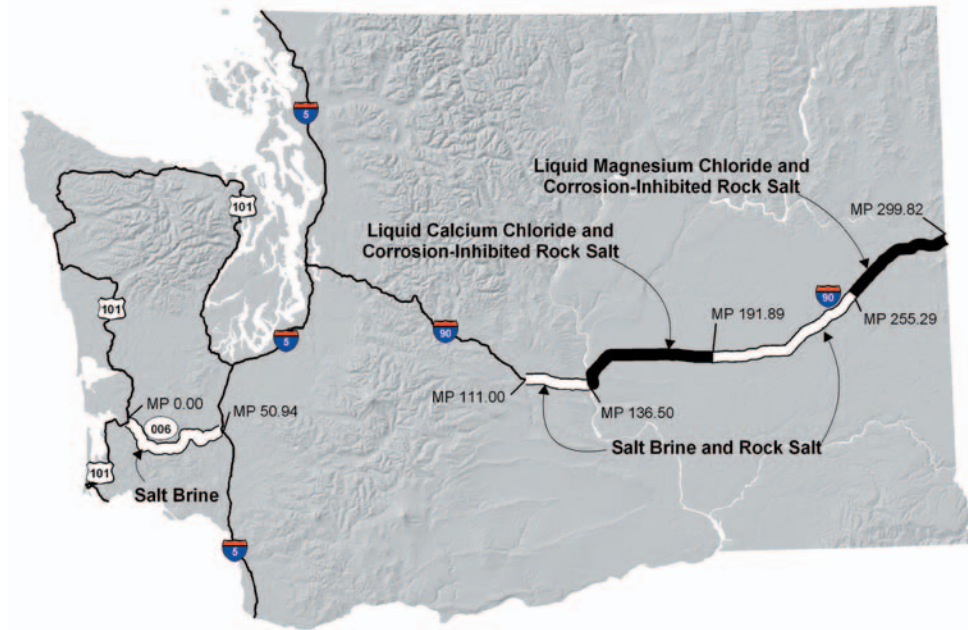 5
101
101
Liquid Magnesium Chloride and
Corrosion-Inhibited Rock Salt
MP 299.82
Liquid Calcium Chloride and
Corrosion-Inhibited Rock Salt
101
5
90
90
MP 191.89
MP 255.29
MP 111.00
MP 136.50
MP 0.00
MP 50.94
006
Salt Brine and Rock Salt
101
Salt Brine
5